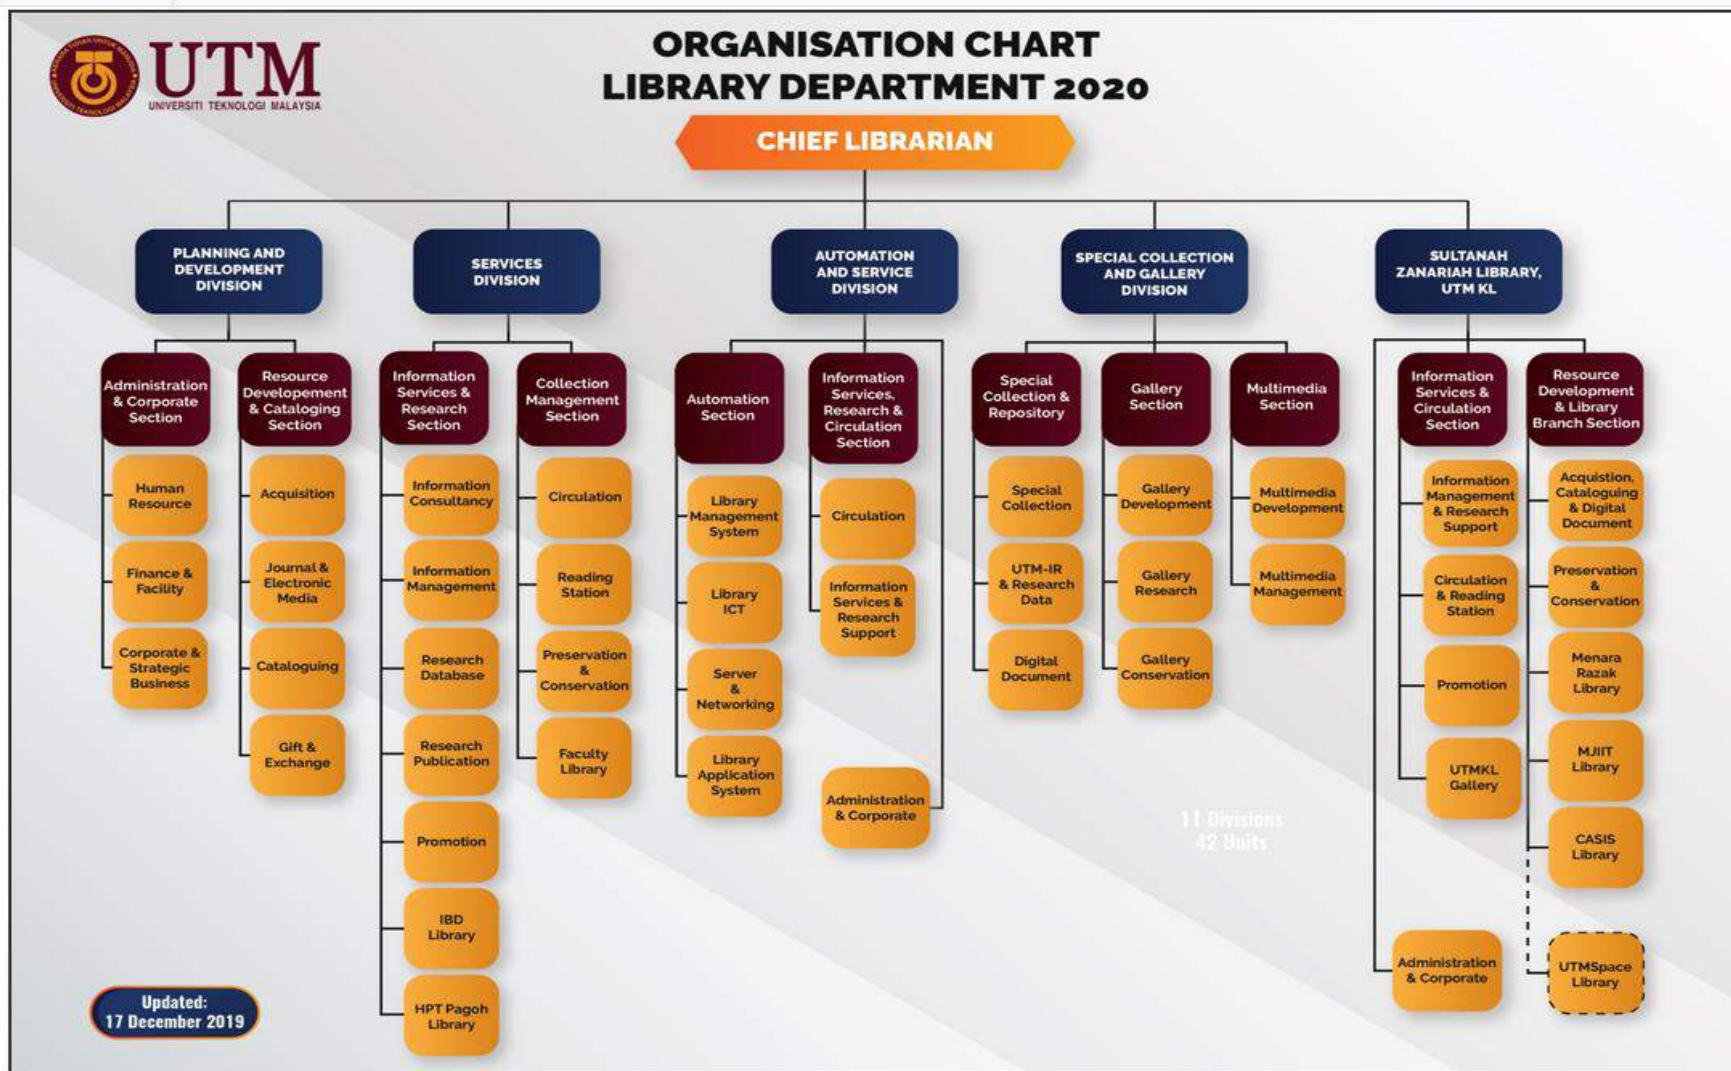 UTM
UNIVERSITI TEKNOLOGI MALAYSIA
ORGANISATION CHART
LIBRARY DEPARTMENT 2020
CHIEF LIBRARIAN
PLANNING AND
DEVELOPMENT
DIVISION
SERVICES
DIVISION
AUTOMATION
AND SERVICE
DIVISION
SPECIAL COLLECTION
AND GALLERY
DIVISION
SULTANAH
ZANARIAH LIBRARY,
UTM KL
Administration
& Corporate
Section
Human
Resource
Finance &
Facility
Corporate &
Strategic
Business
Resource
Developement
& Cataloging
Section
Acquisition
Journal &
Electronic
Media
Cataloguing
Gift &
Exchange
Information
Services &
Research
Section
Information
Consultancy
Information
Management
Research
Database
Research
Publication
Promotion
IBD
Library
HPT Pagoh
Library
Collection
Management
Section
Circulation
Reading
Station
Preservation
&
Conservation
Faculty
Library
Automation
Section
Library
Management
System
Library
ICT
Server
&
Networking
Library
Application
System
Information
Services,
Research &
Circulation
Section
Circulation
Information
Services &
Research
Support
Administration
& Corporate
Special
Collection &
Repository
Special
Collection
UTM-IR
& Research
Data
Digital
Document
Gallery
Section
Gallery
Development
Gallery
Research
Gallery
Conservation
Multimedia
Section
Multimedia
Development
Multimedia
Management
Information
Services &
Circulation
Section
Information
Management
& Research
Support
Circulation
& Reading
Station
Promotion
UTMKL
Gallery
Administration
& Corporate
Resource
Development
& Library
Branch Section
Acquistion,
Cataloguing
& Digital
Document
Preservation
&
Conservation
Menara
Razak
Library
MJIIT
Library
CASIS
Library
UTMSpace
Library
11 Divisions
42 Units
Updated:
17 December 2019